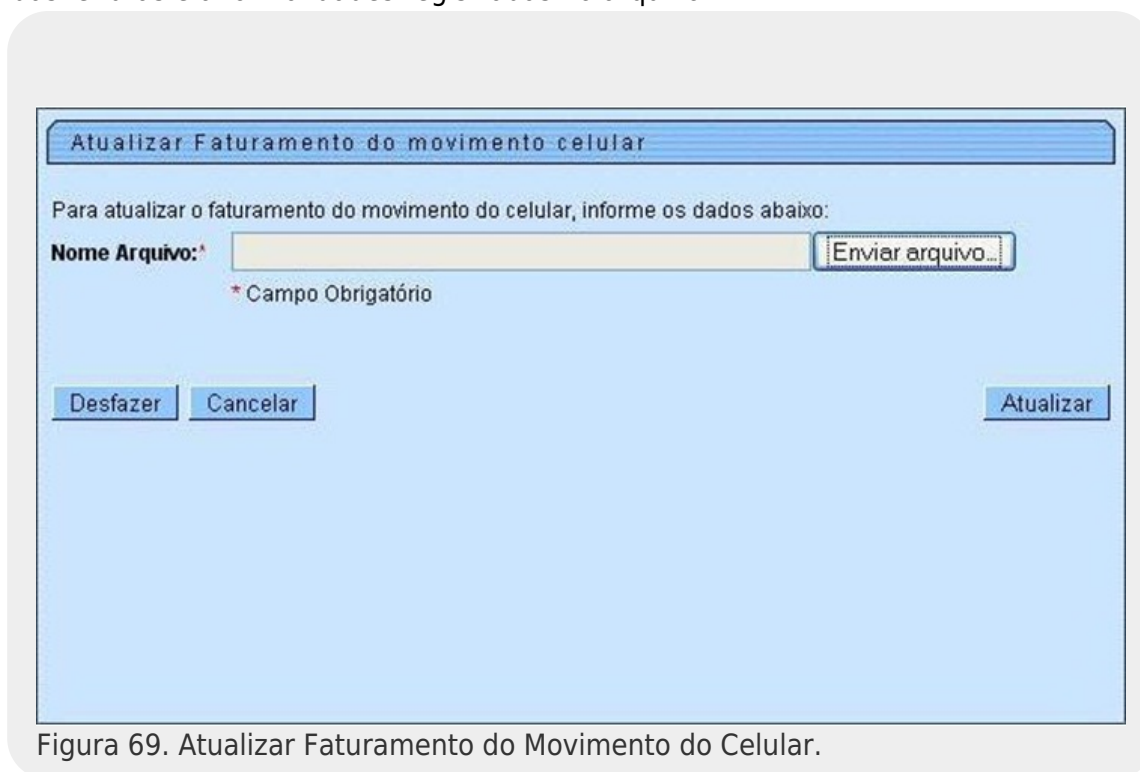 Atualizar Faturamento do movimento celular
Para atualizar o faturamento do movimento do celular, informe os dados abaixo:
Nome Arquivo:* Enviar arquivo...
* Campo Obrigatório
Desfazer Cancelar Atualizar
Figura 69. Atualizar Faturamento do Movimento do Celular.